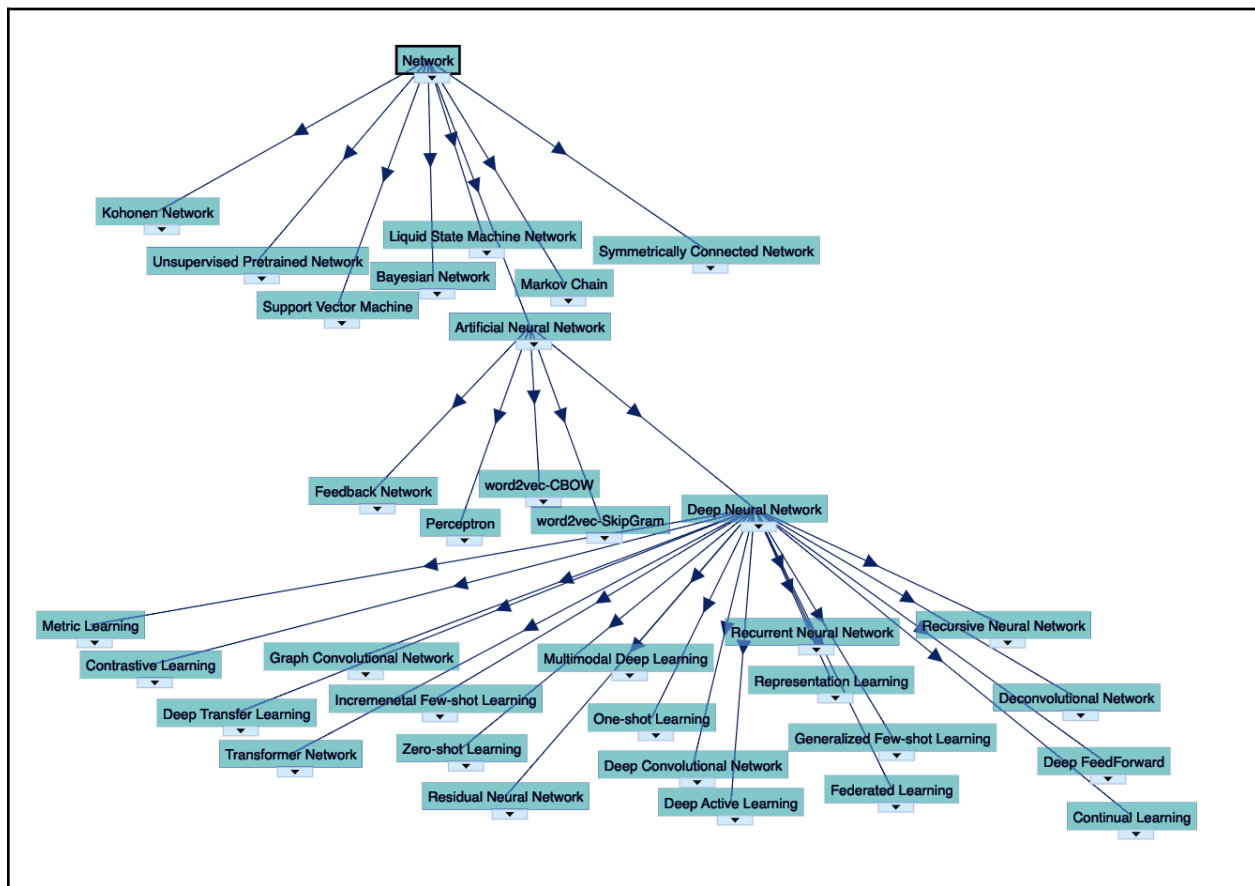 Network
Kohonen Network
Liquid State Machine Network
Symmetrically Connected Network
Unsupervised Pretrained Network
Bayesian Network
Markov Chain
Support Vector Machine
Artificial Neural Network
Feedback Network
word2vec-CBOW
Perceptron
word2vec-SkipGram
Deep Neural Network
Metric Learning
Recurrent Neural Network
Recursive Neural Network
Contrastive Learning
Graph Convolutional Network
Multimodal Deep Learning
Representation Learning
Deep Transfer Learning
Incremenetal Few-shot Learning
One-shot Learning
Deconvolutional Network
Transformer Network
Zero-shot Learning
Generalized Few-shot Learning
Deep Convolutional Network
Deep FeedForward
Residual Neural Network
Deep Active Learning
Federated Learning
Continual Learning